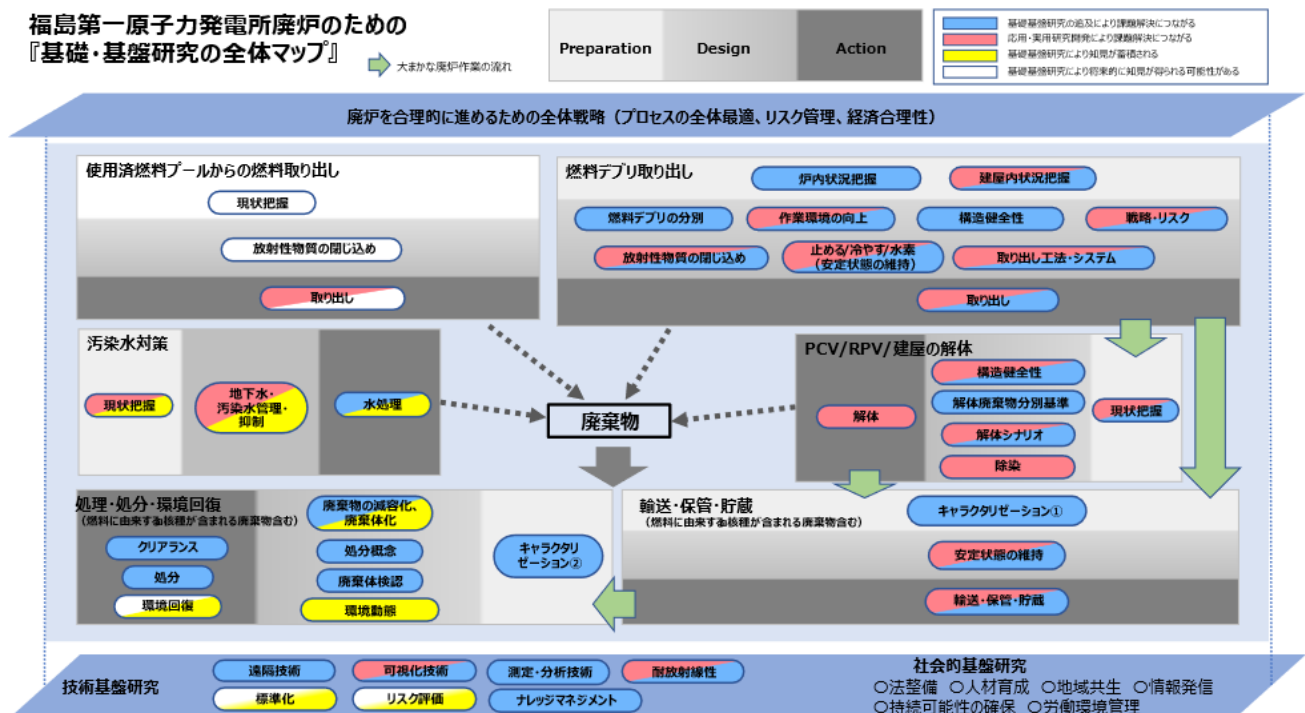 福島第一原子力発電所廃炉のための
『基礎・基盤研究の全体マップ』
大まかな廃炉作業の流れ
Preparation
Design
Action
基礎基盤研究の追及により課題解決につながる
応用・実用研究開発により課題解決につながる
基礎基盤研究により知見が蓄積される
基礎基盤研究により将来的に知見が得られる可能性がある
廃炉を合理的に進めるための全体戦略（プロセスの全体最適、リスク管理、経済合理性）
使用済燃料プールからの燃料取り出し
現状把握
放射性物質の閉じ込め
取り出し
燃料デブリ取り出し
炉内状況把握
建屋内状況把握
燃料デブリの分別
作業環境の向上
構造健全性
戦略・リスク
放射性物質の閉じ込め
止める/冷やす/水素
(安定状態の維持)
取り出し工法・システム
取り出し
汚染水対策
現状把握
地下水・
汚染水管理・
抑制
水処理
廃棄物
PCV/RPV/建屋の解体
解体
構造健全性
解体廃棄物分別基準
解体シナリオ
除染
現状把握
処理・処分・環境回復
（燃料に由来するα核種が含まれる廃棄物含む）
クリアランス
処分
環境回復
廃棄物の減容化、
廃棄体化
処分概念
廃棄体検認
環境動態
キャラクタリ
ゼーション②
輸送・保管・貯蔵
（燃料に由来するα核種が含まれる廃棄物含む）
キャラクタリゼーション①
安定状態の維持
輸送・保管・貯蔵
技術基盤研究
遠隔技術
可視化技術
測定・分析技術
耐放射線性
標準化
リスク評価
ナレッジマネジメント
社会的基盤研究
○法整備 ○人材育成 ○地域共生 ○情報発信
○持続可能性の確保 ○労働環境管理